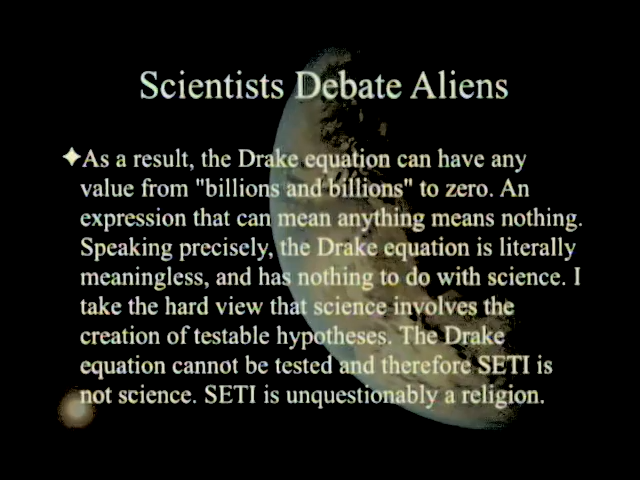 Scientists Debate Aliens
✦As a result, the Drake equation can have any
value from "billions and billions" to zero. An
expression that can mean anything means nothing.
Speaking precisely, the Drake equation is literally
meaningless, and has nothing to do with science. I
take the hard view that science involves the
creation of testable hypotheses. The Drake
equation cannot be tested and therefore SETI is
not science. SETI is unquestionably a religion.